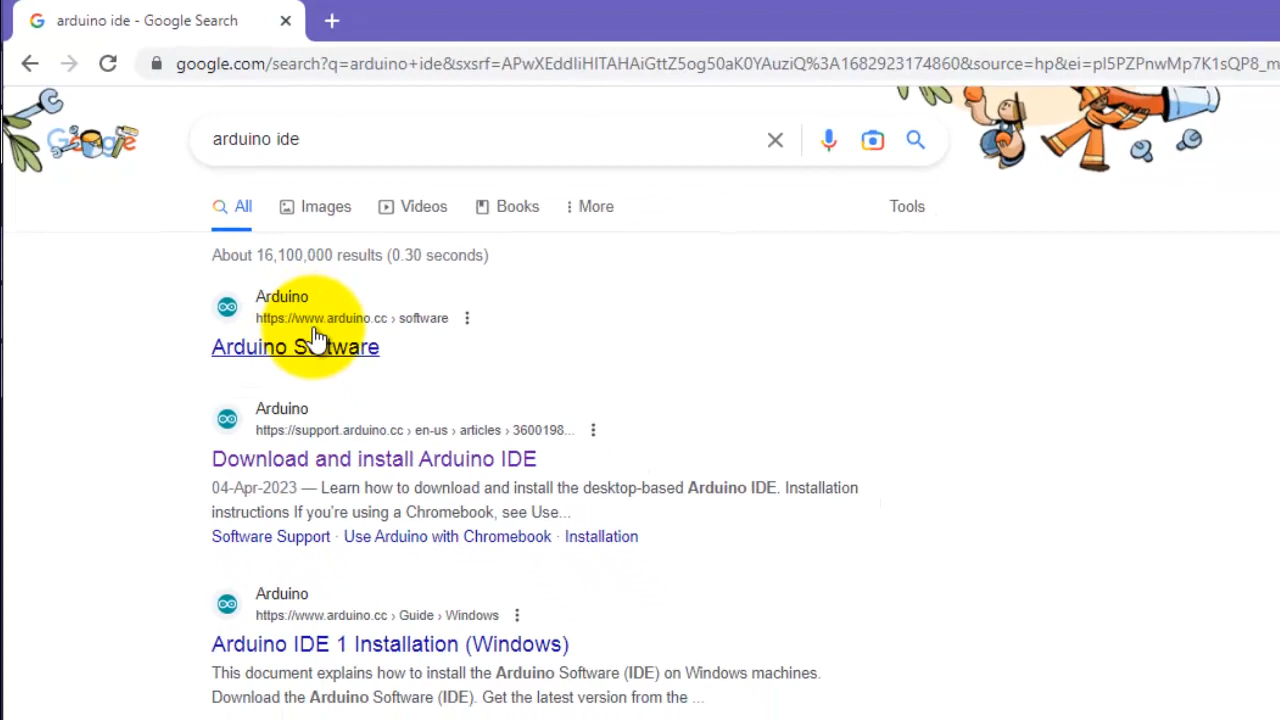 arduino ide - Google Search
google.com/search?q=arduino+ide&sxsrf=APwXEddIiHITAHAiGttZ5og50aK0YAuziQ%3A1682923174860&source=hp&ei=pI5PZPnwMp7K1sQP8_m
Google
arduino ide
All Images Videos Books More Tools
About 16,100,000 results (0.30 seconds)
Arduino
https://www.arduino.cc › software
Arduino Software
Arduino
https://support.arduino.cc › en-us › articles › 3600198...
Download and install Arduino IDE
04-Apr-2023 — Learn how to download and install the desktop-based Arduino IDE. Installation
instructions If you're using a Chromebook, see Use...
Software Support · Use Arduino with Chromebook · Installation
Arduino
https://www.arduino.cc › Guide › Windows
Arduino IDE 1 Installation (Windows)
This document explains how to install the Arduino Software (IDE) on Windows machines.
Download the Arduino Software (IDE). Get the latest version from the ...